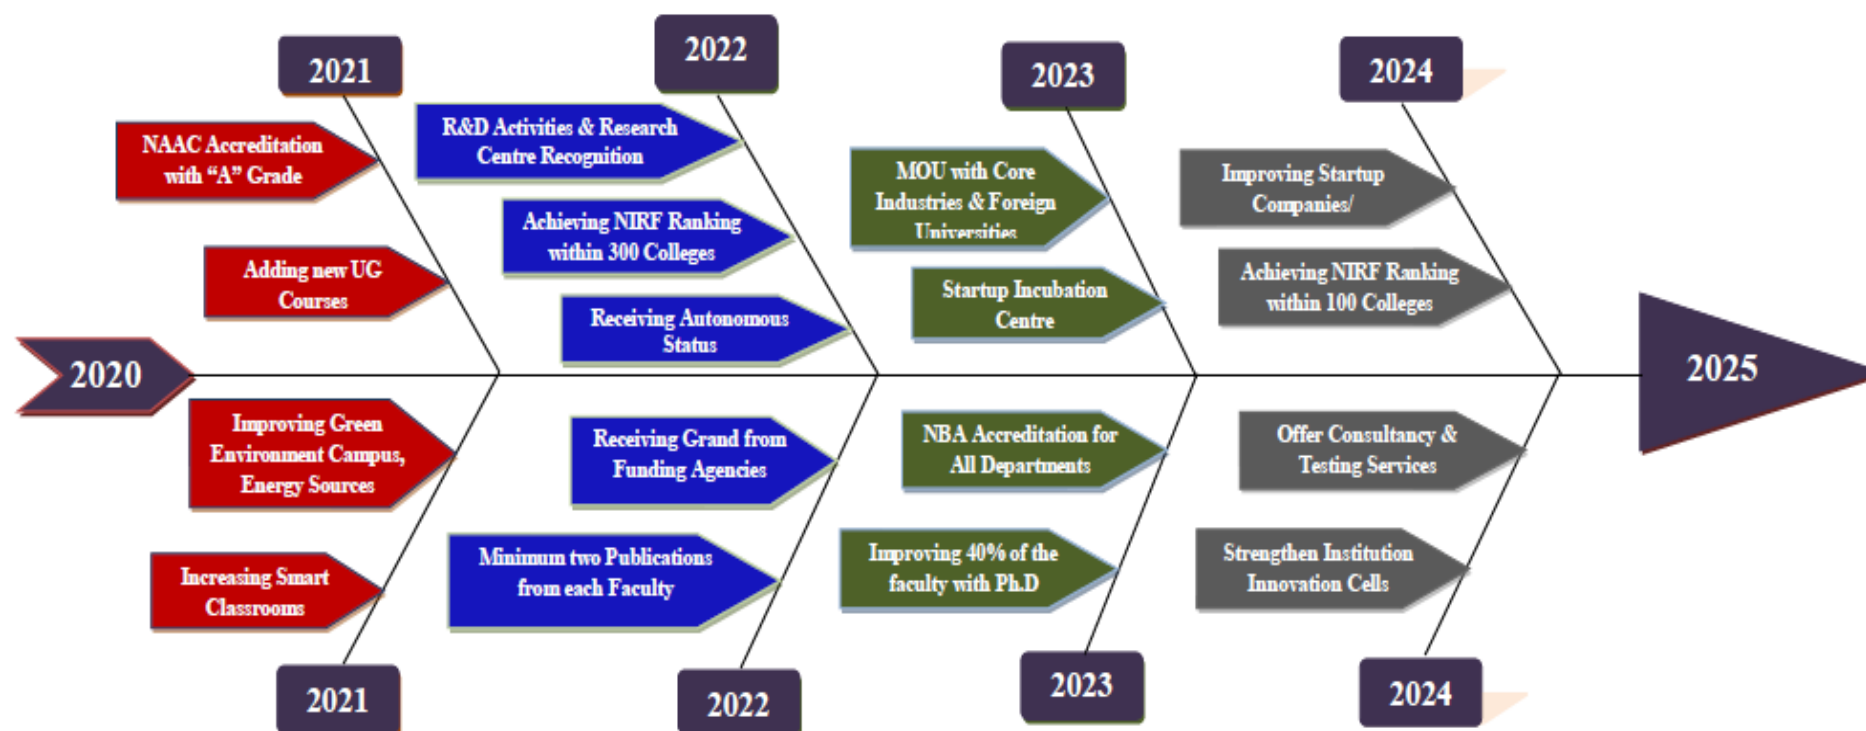 2021
2022
2023
2024
NAAC Accreditation
with “A” Grade
Adding new UG
Courses
R&D Activities & Research
Centre Recognition
Achieving NIRF Ranking
within 300 Colleges
Receiving Autonomous
Status
MOU with Core
Industries & Foreign
Universities
Startup Incubation
Centre
Improving Startup
Companies/
Achieving NIRF Ranking
within 100 Colleges
2020
2025
Improving Green
Environment Campus,
Energy Sources
Increasing Smart
Classrooms
Receiving Grand from
Funding Agencies
Minimum two Publications
from each Faculty
NBA Accreditation for
All Departments
Improving 40% of the
faculty with Ph.D
Offer Consultancy &
Testing Services
Strengthen Institution
Innovation Cells
2021
2022
2023
2024